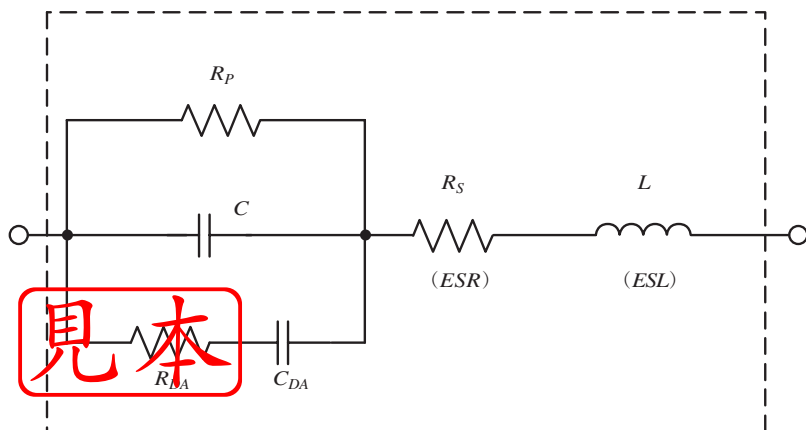 R_P
C
R_S
L
(ESR)
(ESL)
見本
R_DA
C_DA